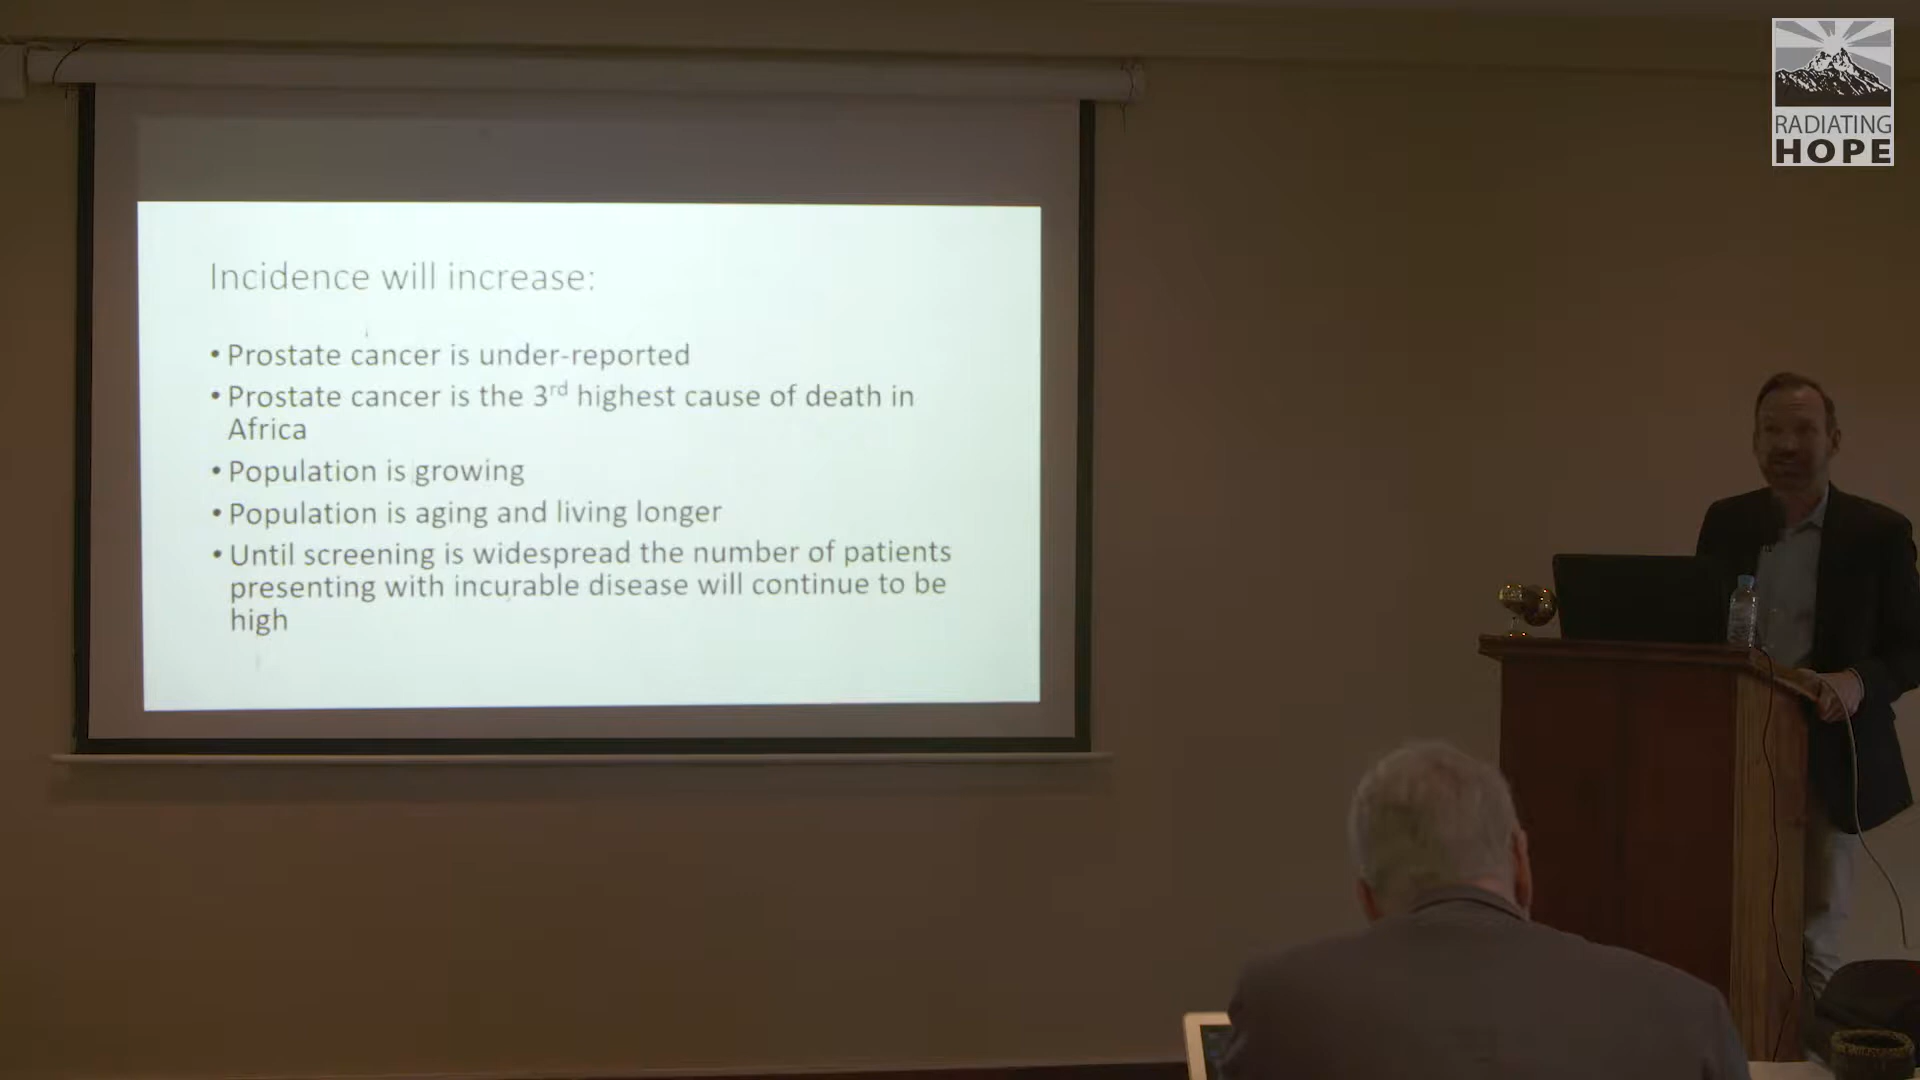 RADIATING
HOPE
Incidence will increase:
• Prostate cancer is under-reported
• Prostate cancer is the 3rd highest cause of death in
Africa
• Population is growing
• Population is aging and living longer
• Until screening is widespread the number of patients
presenting with incurable disease will continue to be
high